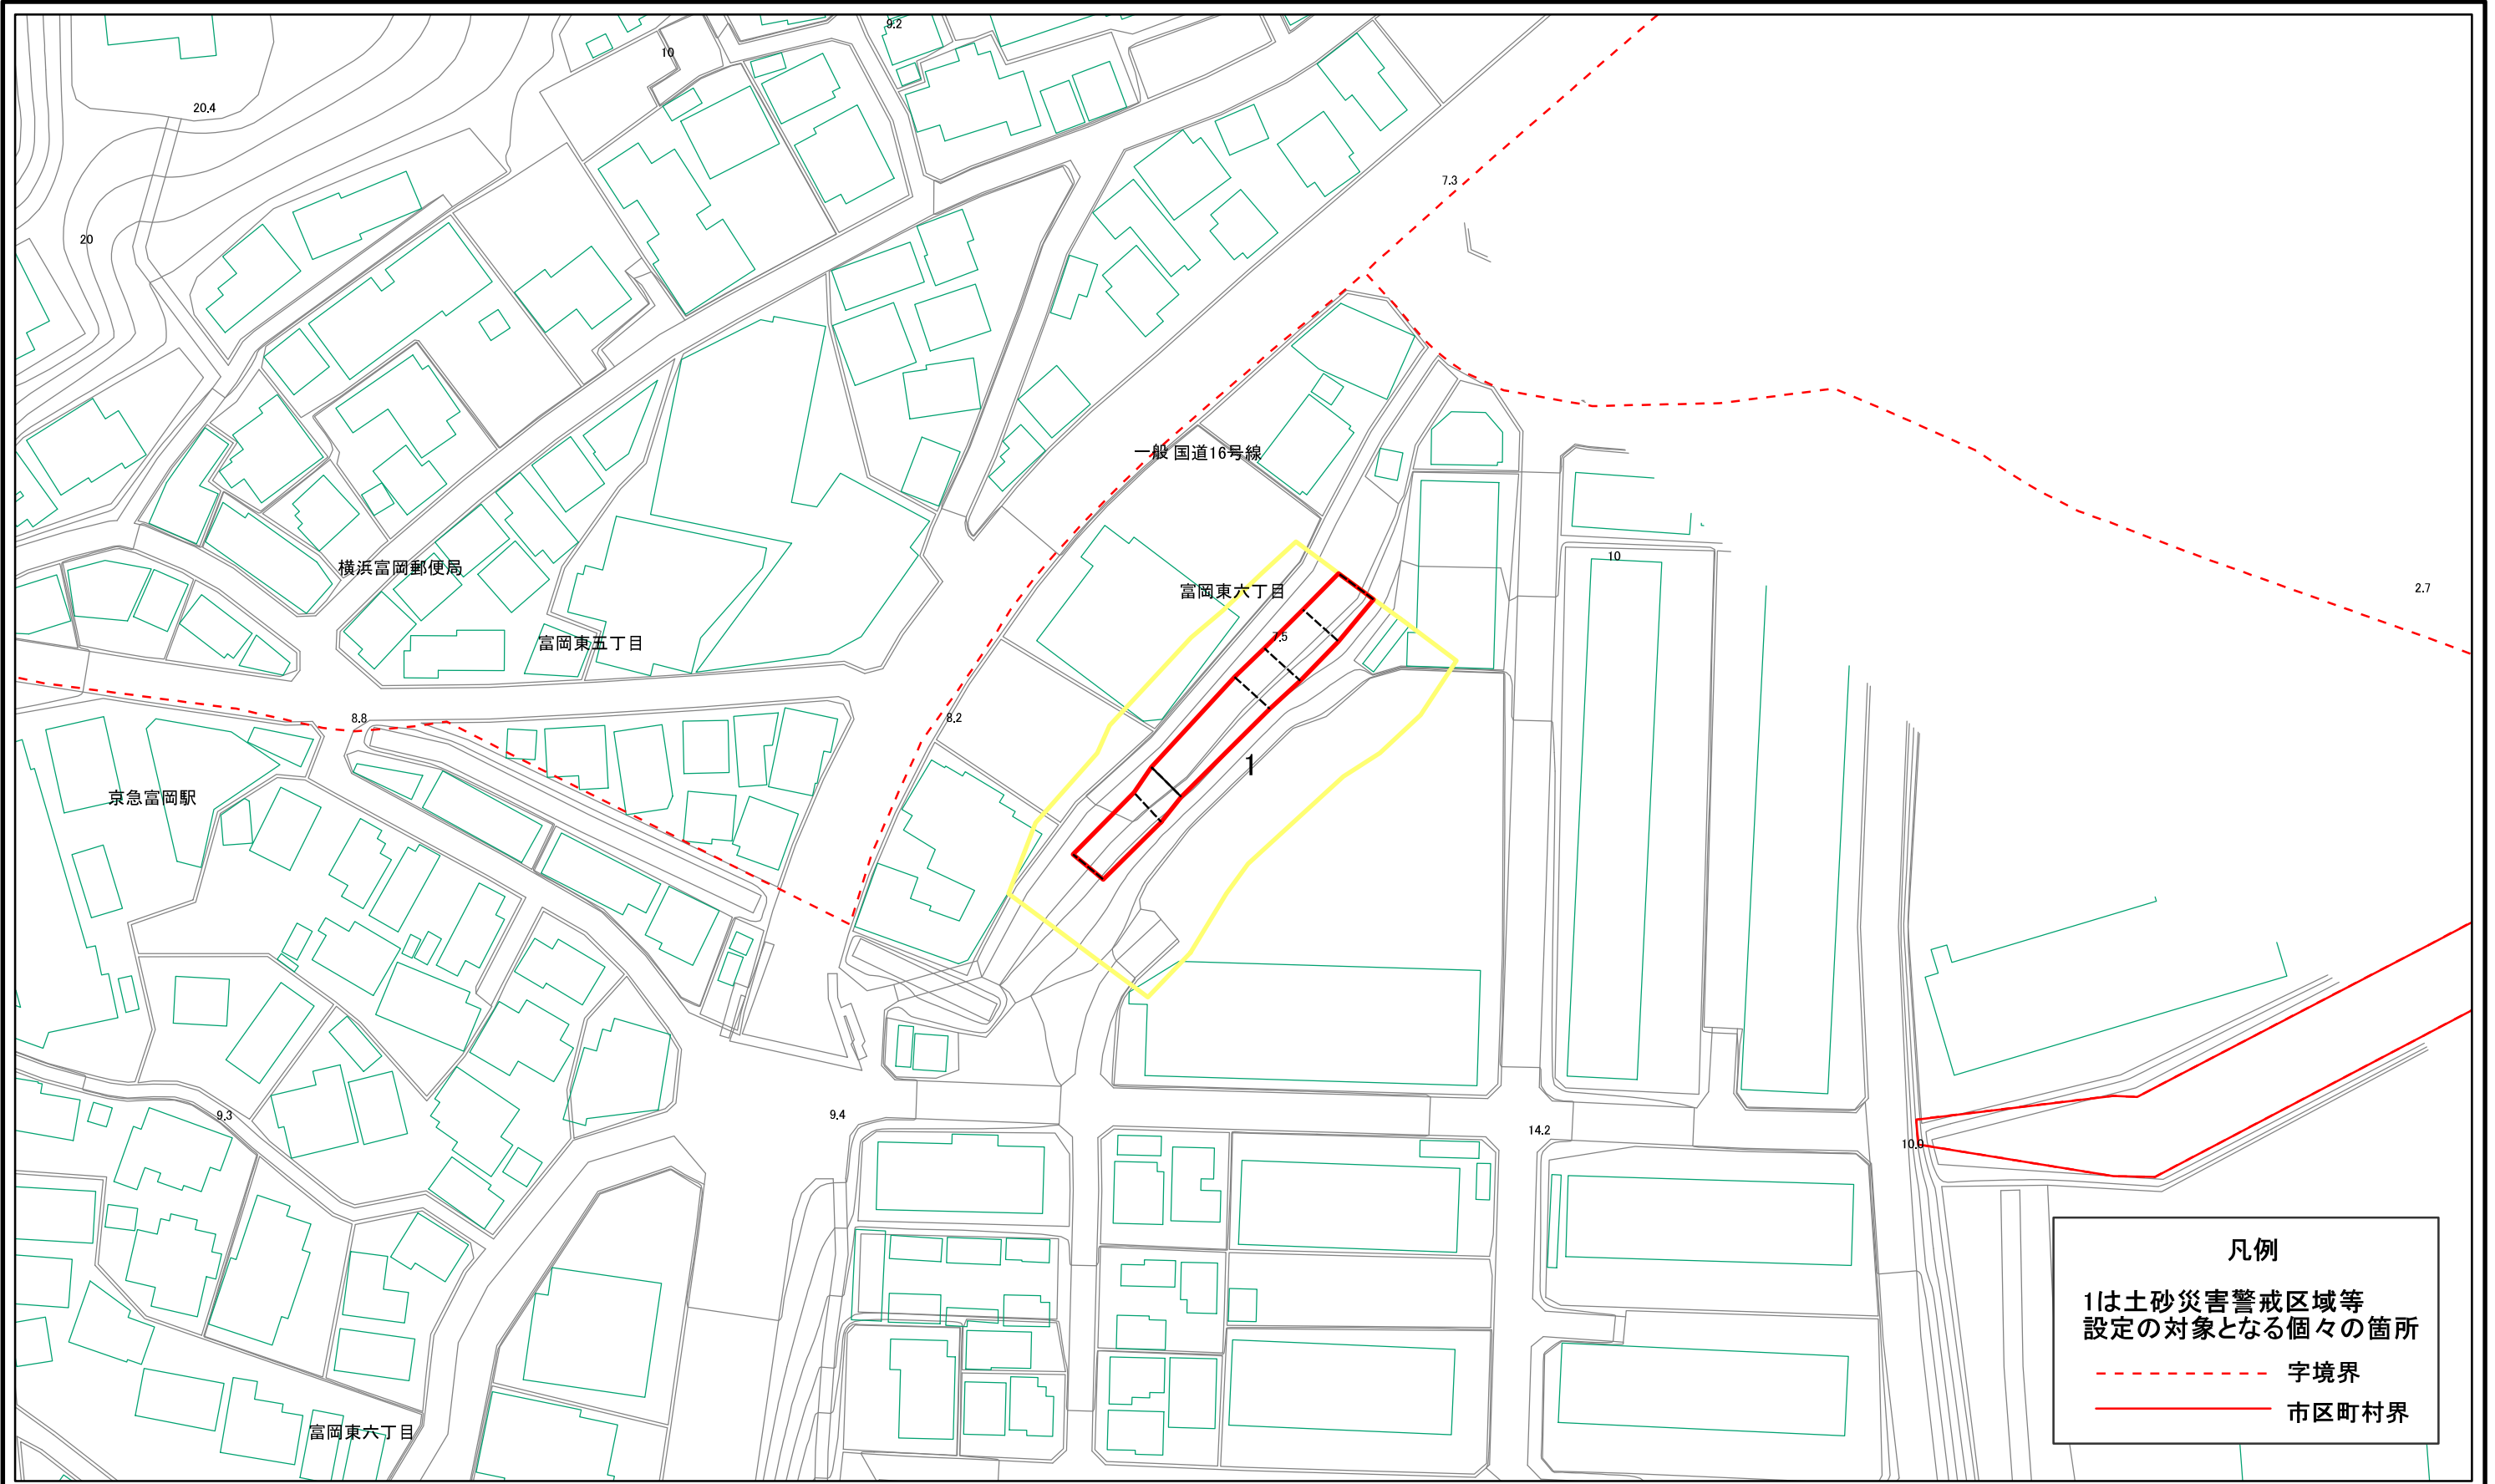 9.2
10
20.4
7.3
20
一般国道16号線
10
横浜富岡郵便局
富岡東六丁目
2.7
7.5
富岡東五丁目
8.8
8.2
1
京急富岡駅
9.3
9.4
14.2
10.0
富岡東六丁目
凡例
1は土砂災害警戒区域等
設定の対象となる個々の箇所
字境界
市区町村界